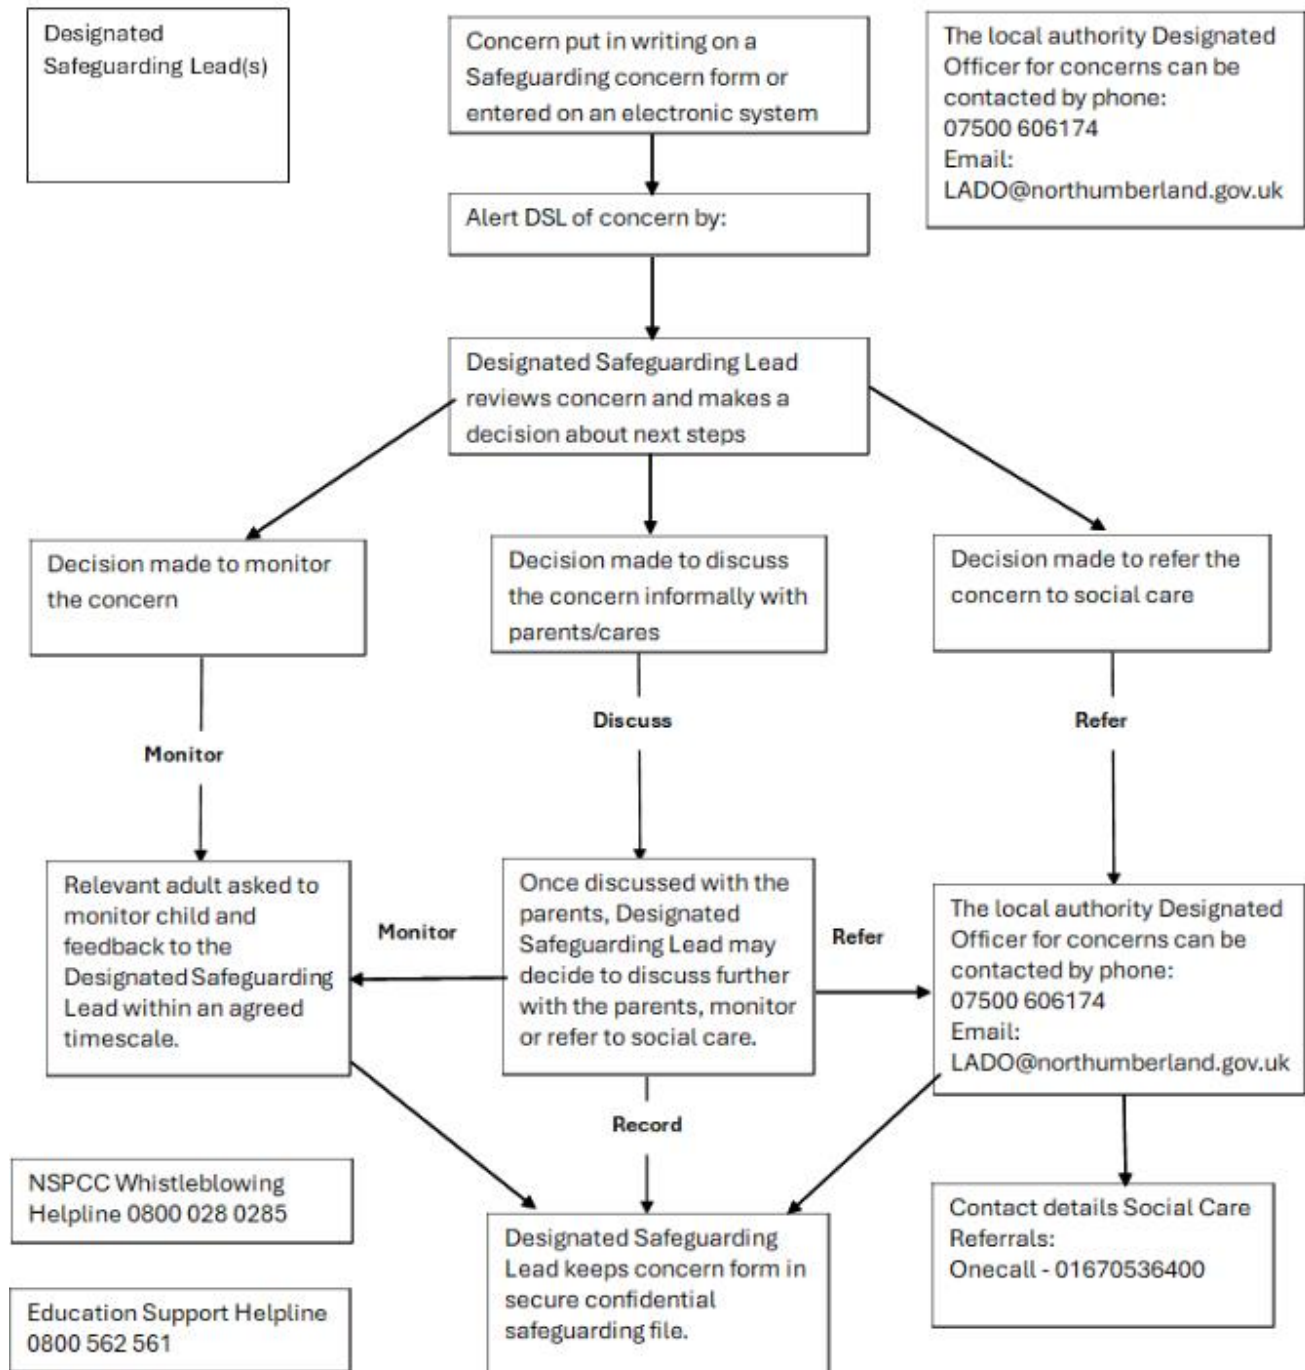 Designated
Safeguarding Lead(s)
Concern put in writing on a
Safeguarding concern form or
entered on an electronic system
The local authority Designated
Officer for concerns can be
contacted by phone:
07500 606174
Email:
LADO@northumberland.gov.uk
Alert DSL of concern by:
Designated Safeguarding Lead
reviews concern and makes a
decision about next steps
Decision made to monitor
the concern
Decision made to discuss
the concern informally with
parents/cares
Decision made to refer the
concern to social care
Monitor
Discuss
Refer
Relevant adult asked to
monitor child and
feedback to the
Designated Safeguarding
Lead within an agreed
timescale.
Monitor
Once discussed with the
parents, Designated
Safeguarding Lead may
decide to discuss further
with the parents, monitor
or refer to social care.
Refer
The local authority Designated
Officer for concerns can be
contacted by phone:
07500 606174
Email:
LADO@northumberland.gov.uk
Record
NSPCC Whistleblowing
Helpline 0800 028 0285
Education Support Helpline
0800 562 561
Designated Safeguarding
Lead keeps concern form in
secure confidential
safeguarding file.
Contact details Social Care
Referrals:
Onecall - 01670536400